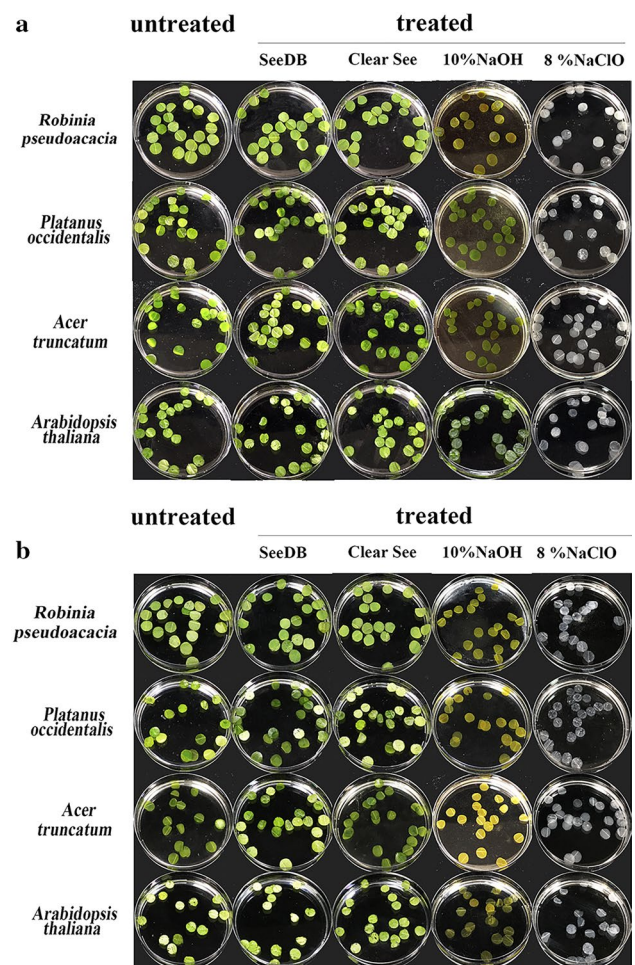 a
untreated treated
SeeDB Clear See 10%NaOH 8 %NaClO
Robinia
pseudoacacia
Platanus
occidentalis
Acer
truncatum
Arabidopsis
thaliana
b
untreated treated
SeeDB Clear See 10%NaOH 8 %NaClO
Robinia
pseudoacacia
Platanus
occidentalis
Acer
truncatum
Arabidopsis
thaliana